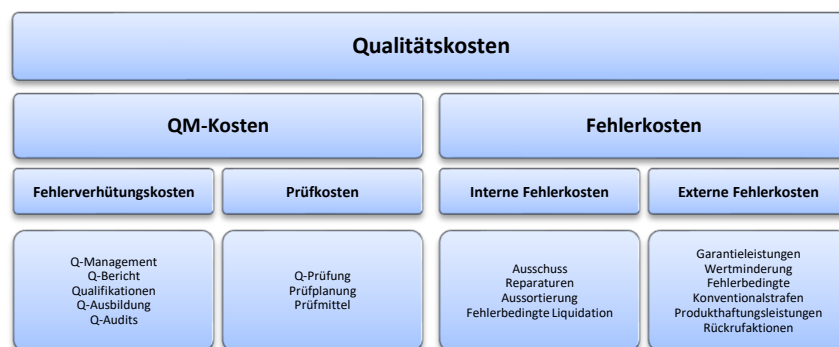 Qualitätskosten
QM-Kosten
Fehlerkosten
Fehlerverhütungskosten
Prüfkosten
Interne Fehlerkosten
Externe Fehlerkosten
Q-Management
Q-Bericht
Qualifikationen
Q-Ausbildung
Q-Audits
Q-Prüfung
Prüfplanung
Prüfmittel
Ausschuss
Reparaturen
Aussortierung
Fehlerbedingte Liquidation
Garantieleistungen
Wertminderung
Fehlerbedingte
Konventionalstrafen
Produkthaftungsleistungen
Rückrufaktionen